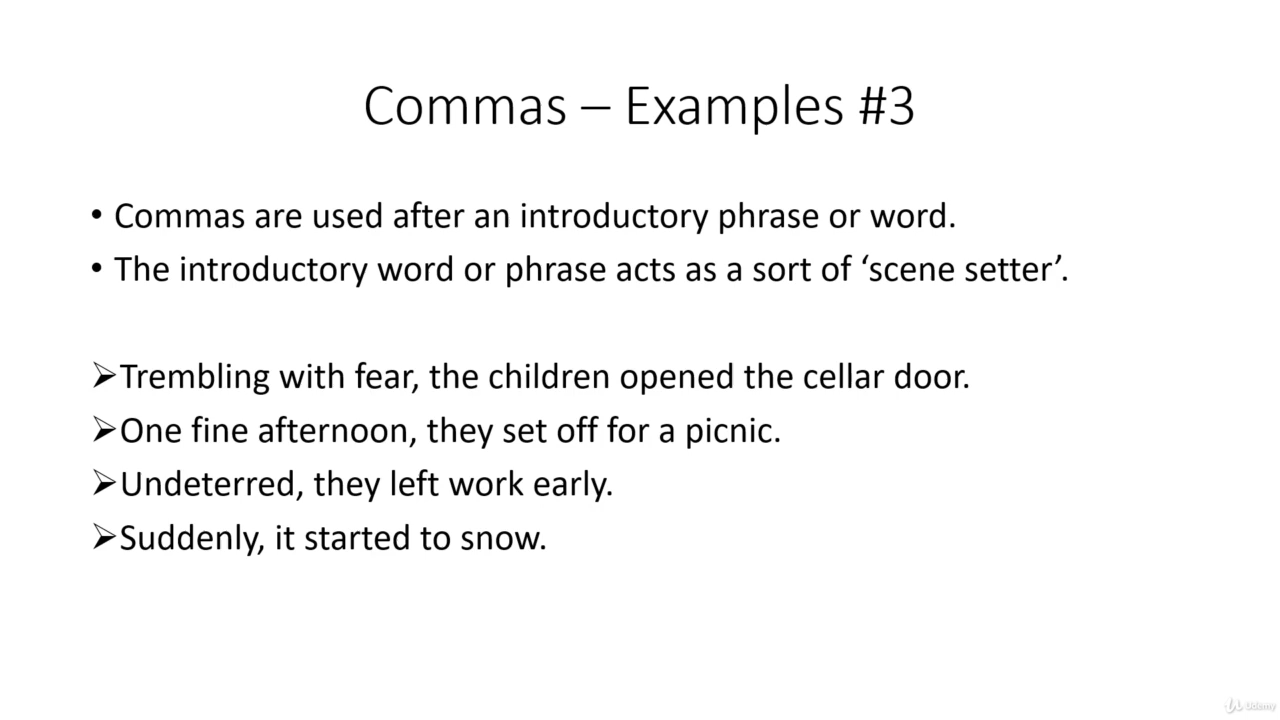 Commas – Examples #3
• Commas are used after an introductory phrase or word.
• The introductory word or phrase acts as a sort of ‘scene setter’.
➢Trembling with fear, the children opened the cellar door.
➢One fine afternoon, they set off for a picnic.
➢Undeterred, they left work early.
➢Suddenly, it started to snow.
Udemy